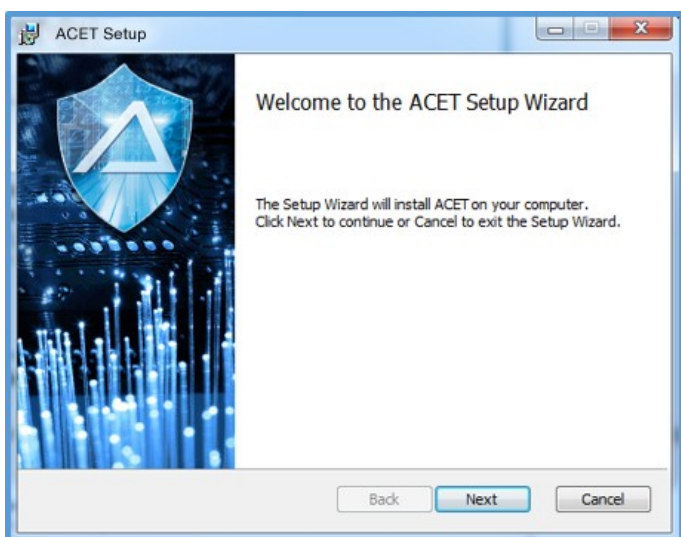 ACET Setup
Welcome to the ACET Setup Wizard
The Setup Wizard will install ACET on your computer.
Click Next to continue or Cancel to exit the Setup Wizard.
Back
Next
Cancel